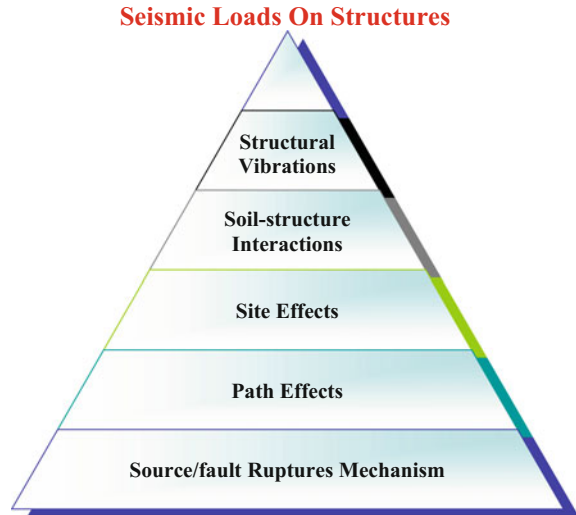 Seismic Loads On Structures
Structural
Vibrations
Soil-structure
Interactions
Site Effects
Path Effects
Source/fault Ruptures Mechanism